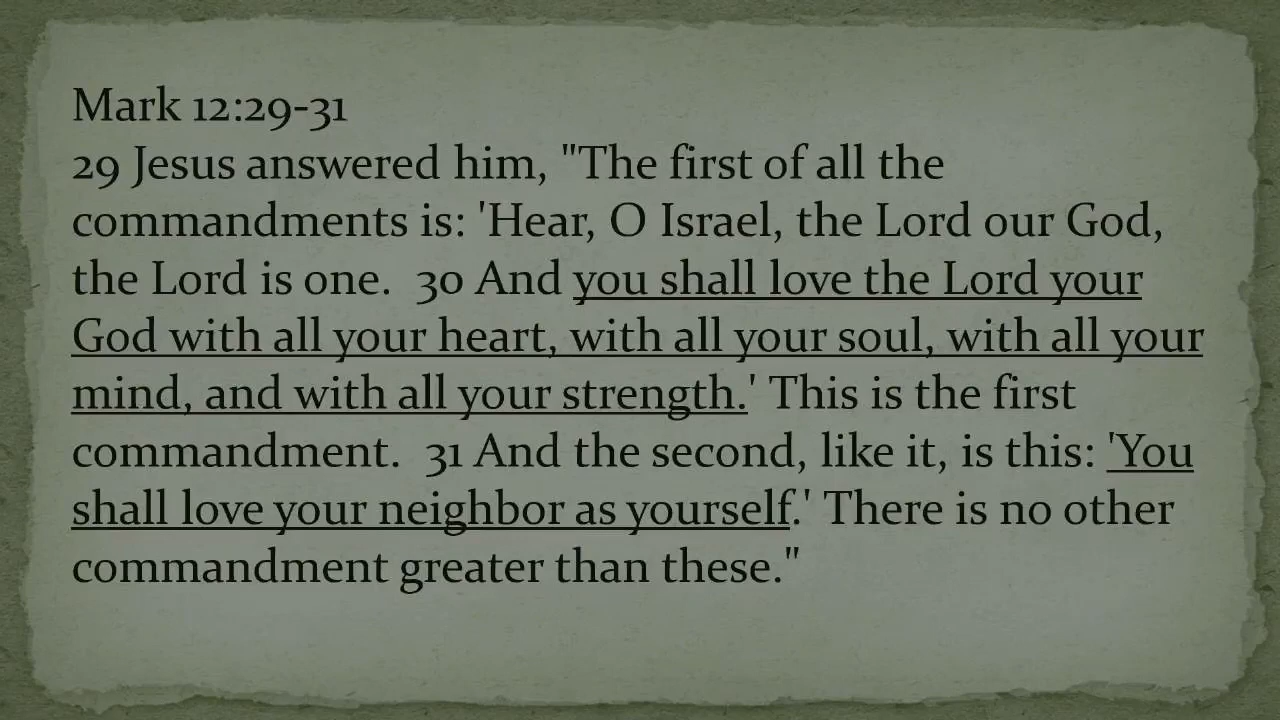 Mark 12:29-31
29 Jesus answered him, "The first of all the
commandments is: 'Hear, O Israel, the Lord our God,
the Lord is one.  30 And you shall love the Lord your
God with all your heart, with all your soul, with all your
mind, and with all your strength.' This is the first
commandment.  31 And the second, like it, is this: 'You
shall love your neighbor as yourself.' There is no other
commandment greater than these."